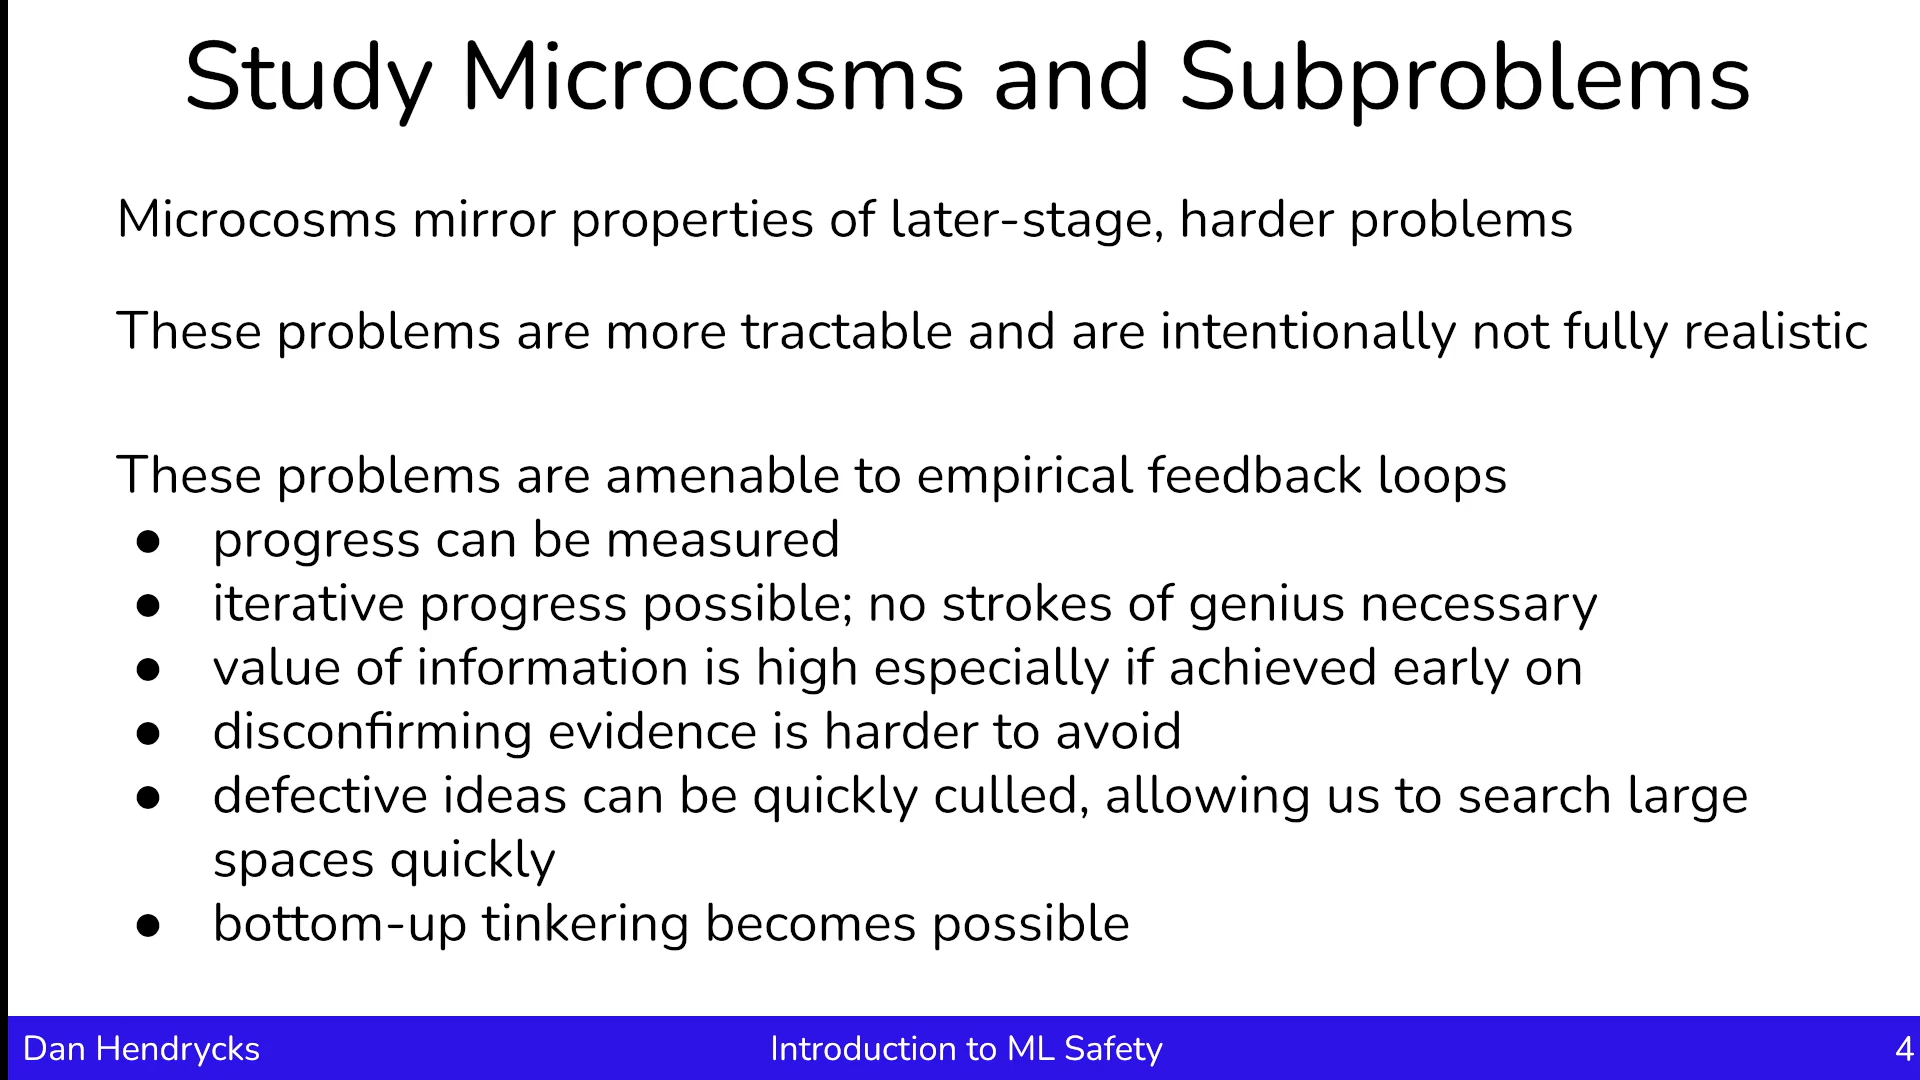 Study Microcosms and Subproblems
Microcosms mirror properties of later-stage, harder problems
These problems are more tractable and are intentionally not fully realistic
These problems are amenable to empirical feedback loops
● progress can be measured
● iterative progress possible; no strokes of genius necessary
● value of information is high especially if achieved early on
● disconfirming evidence is harder to avoid
● defective ideas can be quickly culled, allowing us to search large
spaces quickly
● bottom-up tinkering becomes possible
Dan Hendrycks
Introduction to ML Safety
4